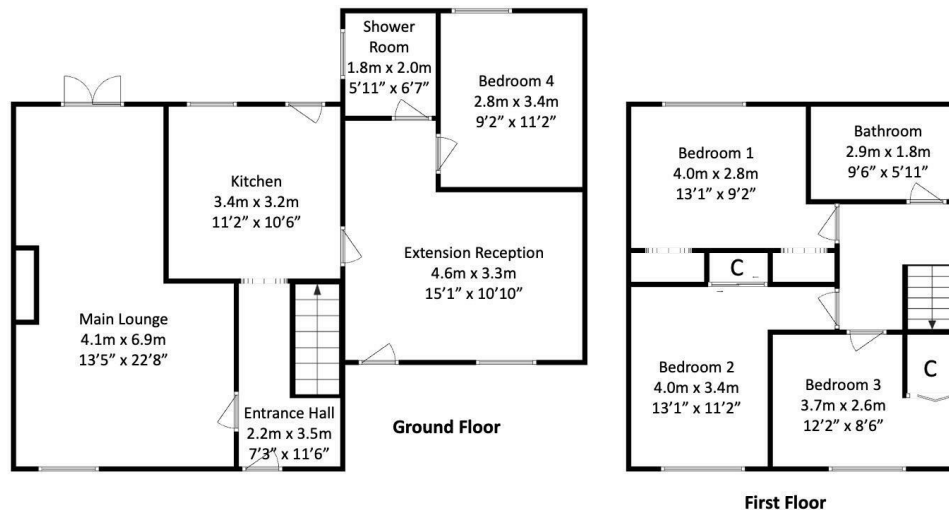 Shower
Room
1.8m x 2.0m
5’11” x 6’7”
Bedroom 4
2.8m x 3.4m
9’2” x 11’2”
Kitchen
3.4m x 3.2m
11’2” x 10’6”
Extension Reception
4.6m x 3.3m
15’1” x 10’10”
Main Lounge
4.1m x 6.9m
13’5” x 22’8”
Entrance Hall
2.2m x 3.5m
7’3” x 11’6”
Ground Floor
Bedroom 1
4.0m x 2.8m
13’1” x 9’2”
Bathroom
2.9m x 1.8m
9’6” x 5’11”
C
Bedroom 2
4.0m x 3.4m
13’1” x 11’2”
Bedroom 3
3.7m x 2.6m
12’2” x 8’6”
C
First Floor